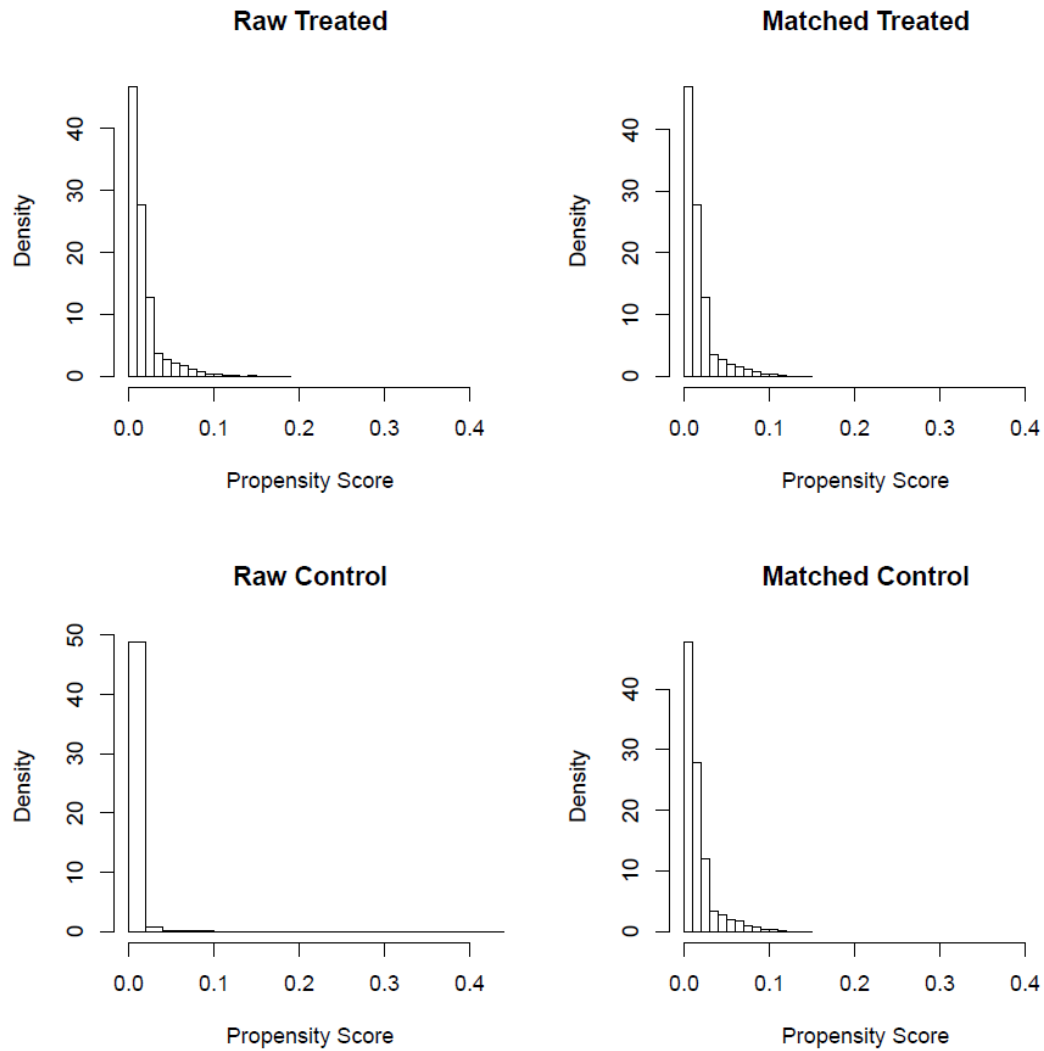 Raw Treated
Density
0 10 20 30 40
0.0 0.1 0.2 0.3 0.4
Propensity Score
Matched Treated
Density
0 10 20 30 40
0.0 0.1 0.2 0.3 0.4
Propensity Score
Raw Control
Density
0 10 20 30 40 50
0.0 0.1 0.2 0.3 0.4
Propensity Score
Matched Control
Density
0 10 20 30 40
0.0 0.1 0.2 0.3 0.4
Propensity Score